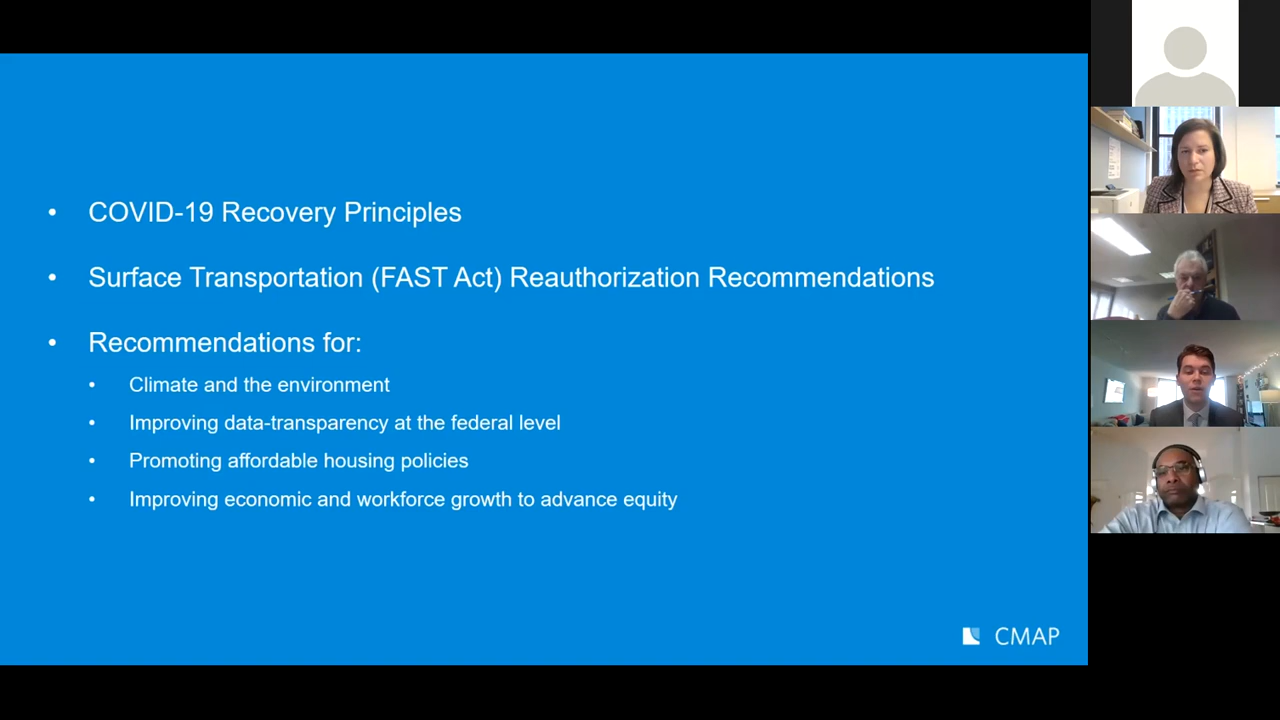 • COVID-19 Recovery Principles
• Surface Transportation (FAST Act) Reauthorization Recommendations
• Recommendations for:
• Climate and the environment
• Improving data-transparency at the federal level
• Promoting affordable housing policies
• Improving economic and workforce growth to advance equity
CMAP